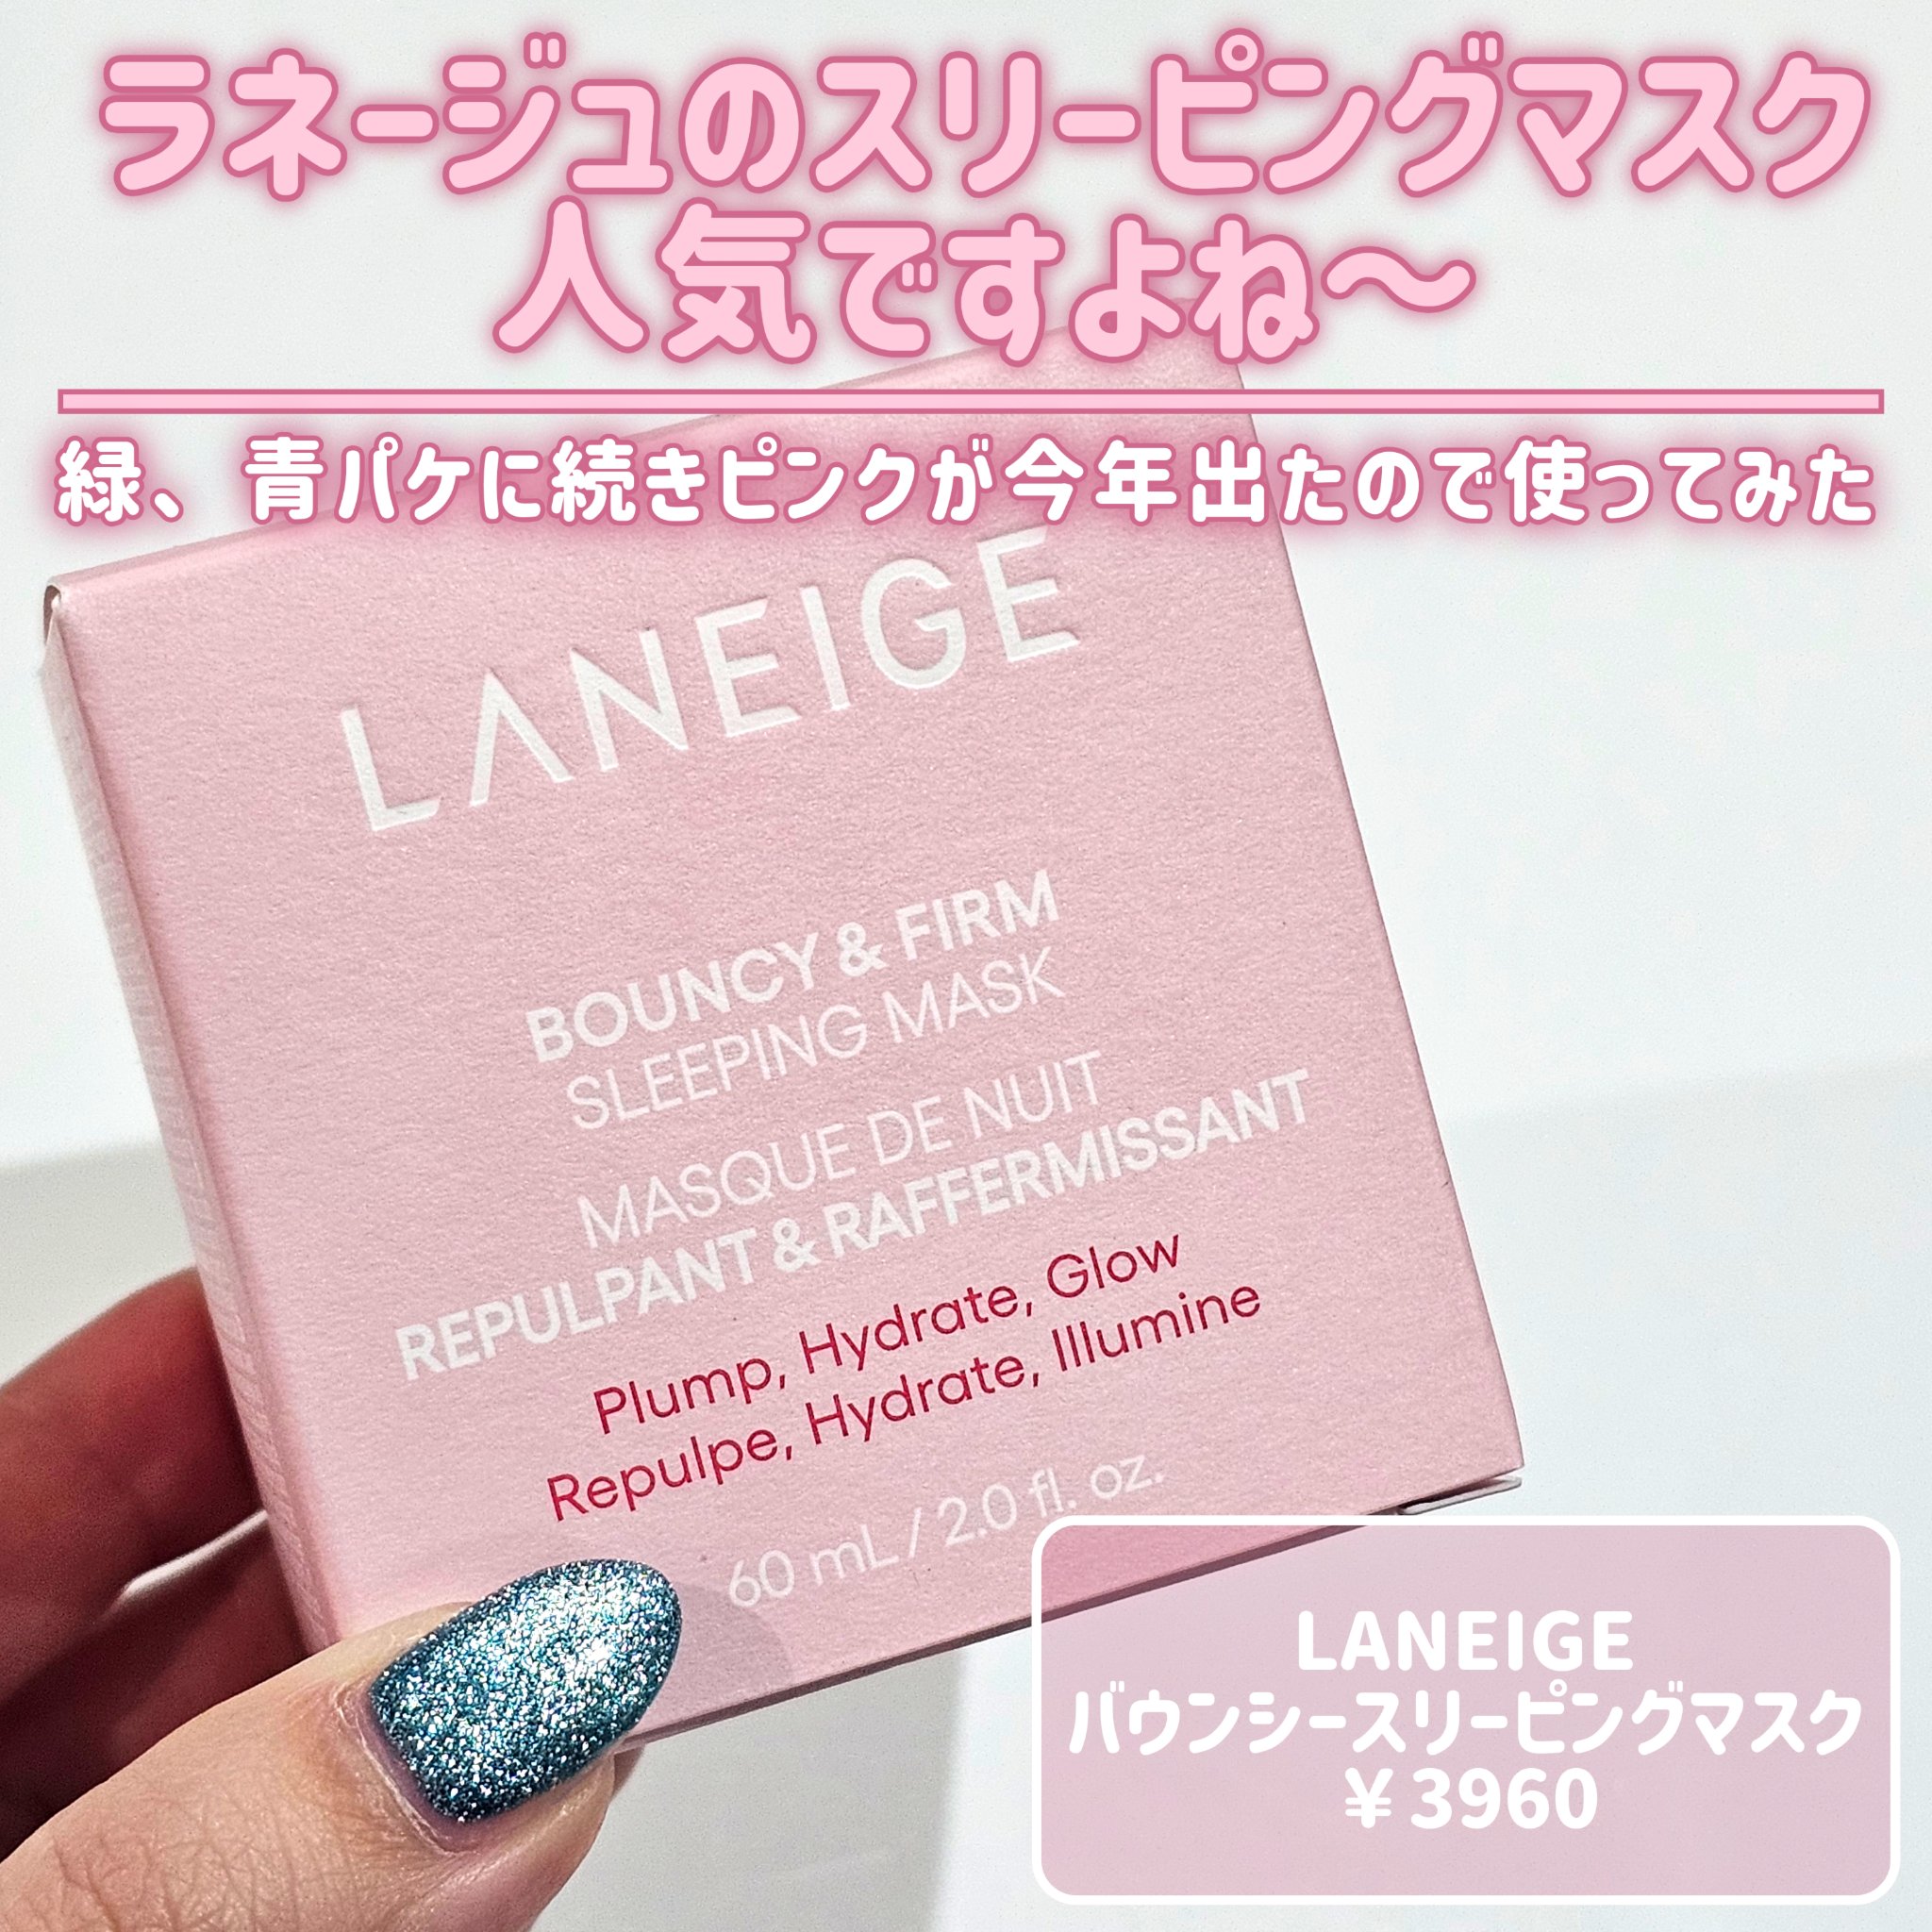 ラネージュのスリーピングマスク
人気ですよね〜
緑、青パケに続きピンクが今年出たので使ってみた
LANEIGE
BOUNCY & FIRM
SLEEPING MASK
MASQUE DE NUIT
REPULPANT & RAFFERMISSANT
Plump, Hydrate, Glow
Repulpe, Hydrate, Illumine
60 mL / 2.0 fl. oz.
LANEIGE
バウンシースリーピングマスク
￥3960